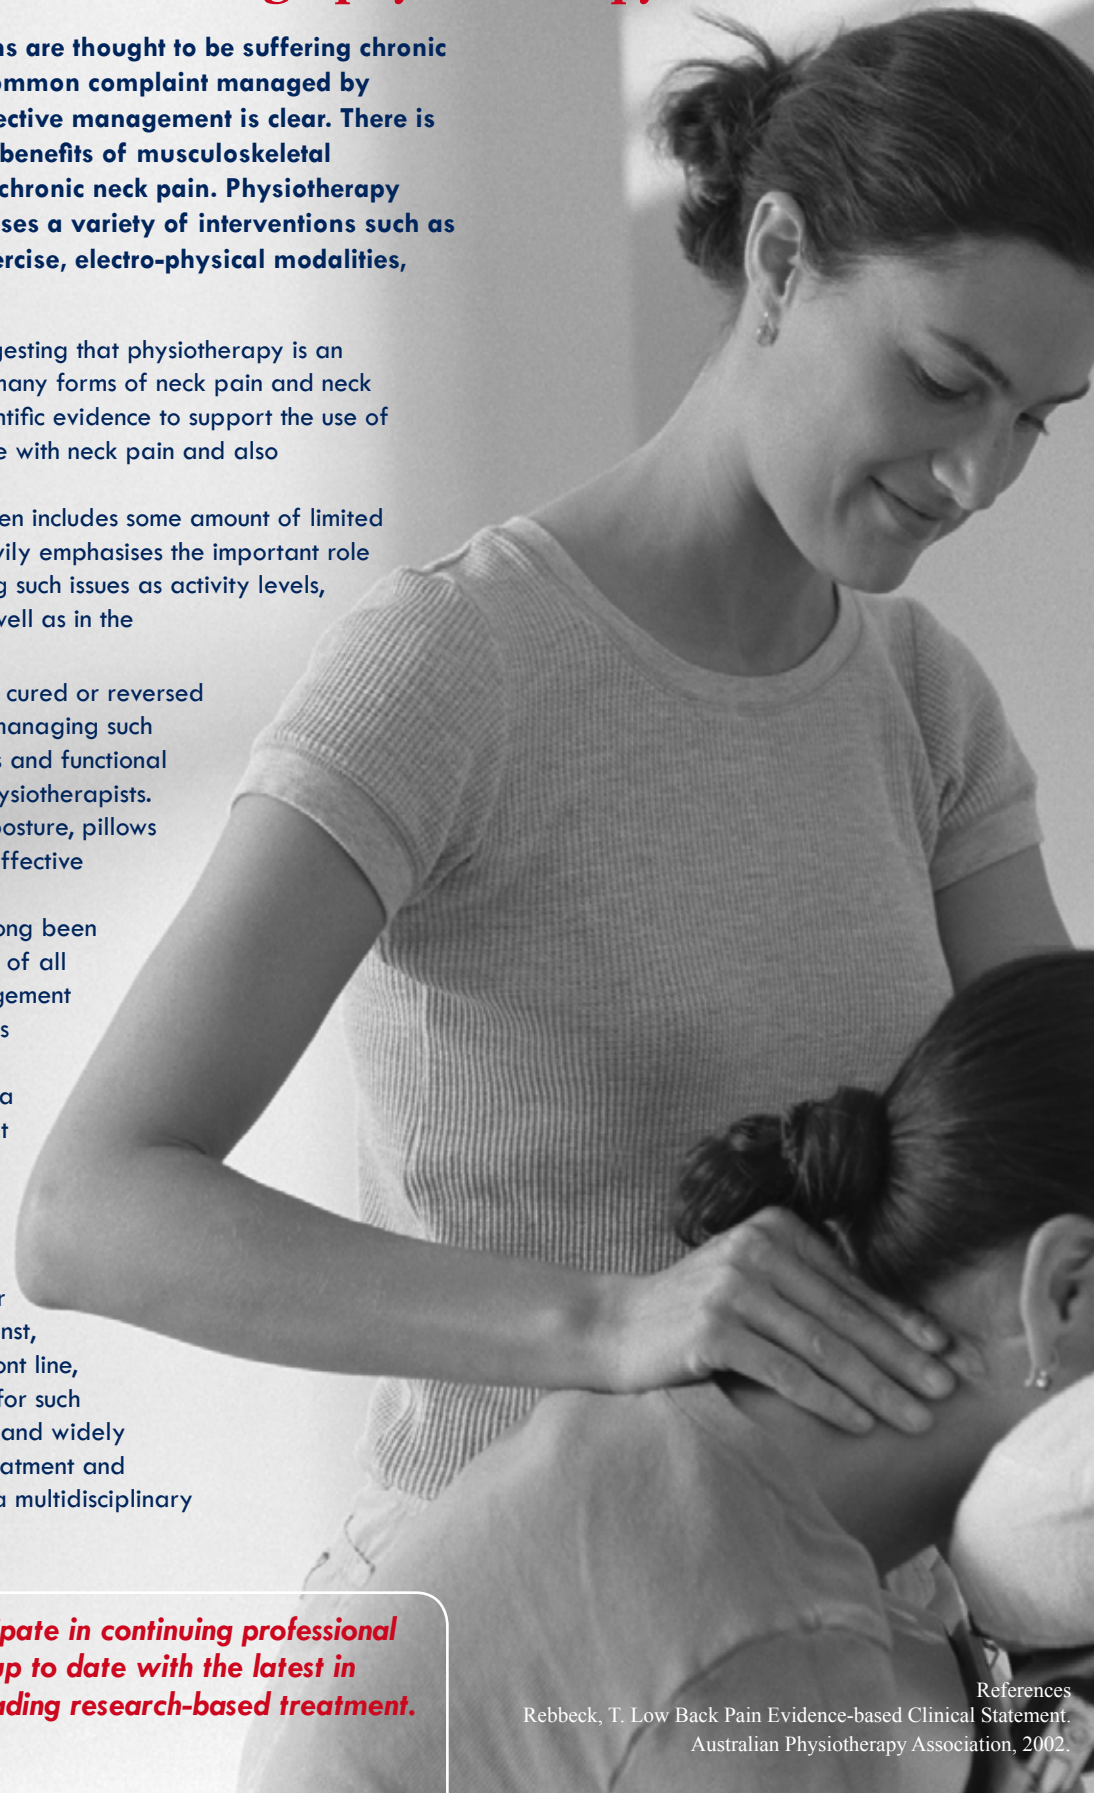 ns are thought to be suffering chronic
ommon complaint managed by
ective management is clear. There is
benefits of musculoskeletal
chronic neck pain. Physiotherapy
ses a variety of interventions such as
ercise, electro-physical modalities,
gesting that physiotherapy is an
many forms of neck pain and neck
ntific evidence to support the use of
e with neck pain and also
en includes some amount of limited
vily emphasises the important role
g such issues as activity levels,
well as in the
cured or reversed
managing such
s and functional
ysiotherapists.
posture, pillows
ffective
ong been
of all
gement
s
a
t
r
nst,
ont line,
for such
and widely
atment and
a multidisciplinary
pate in continuing professional
up to date with the latest in
ading research-based treatment.
References
Rebbeck, T. Low Back Pain Evidence-based Clinical Statement.
Australian Physiotherapy Association, 2002.